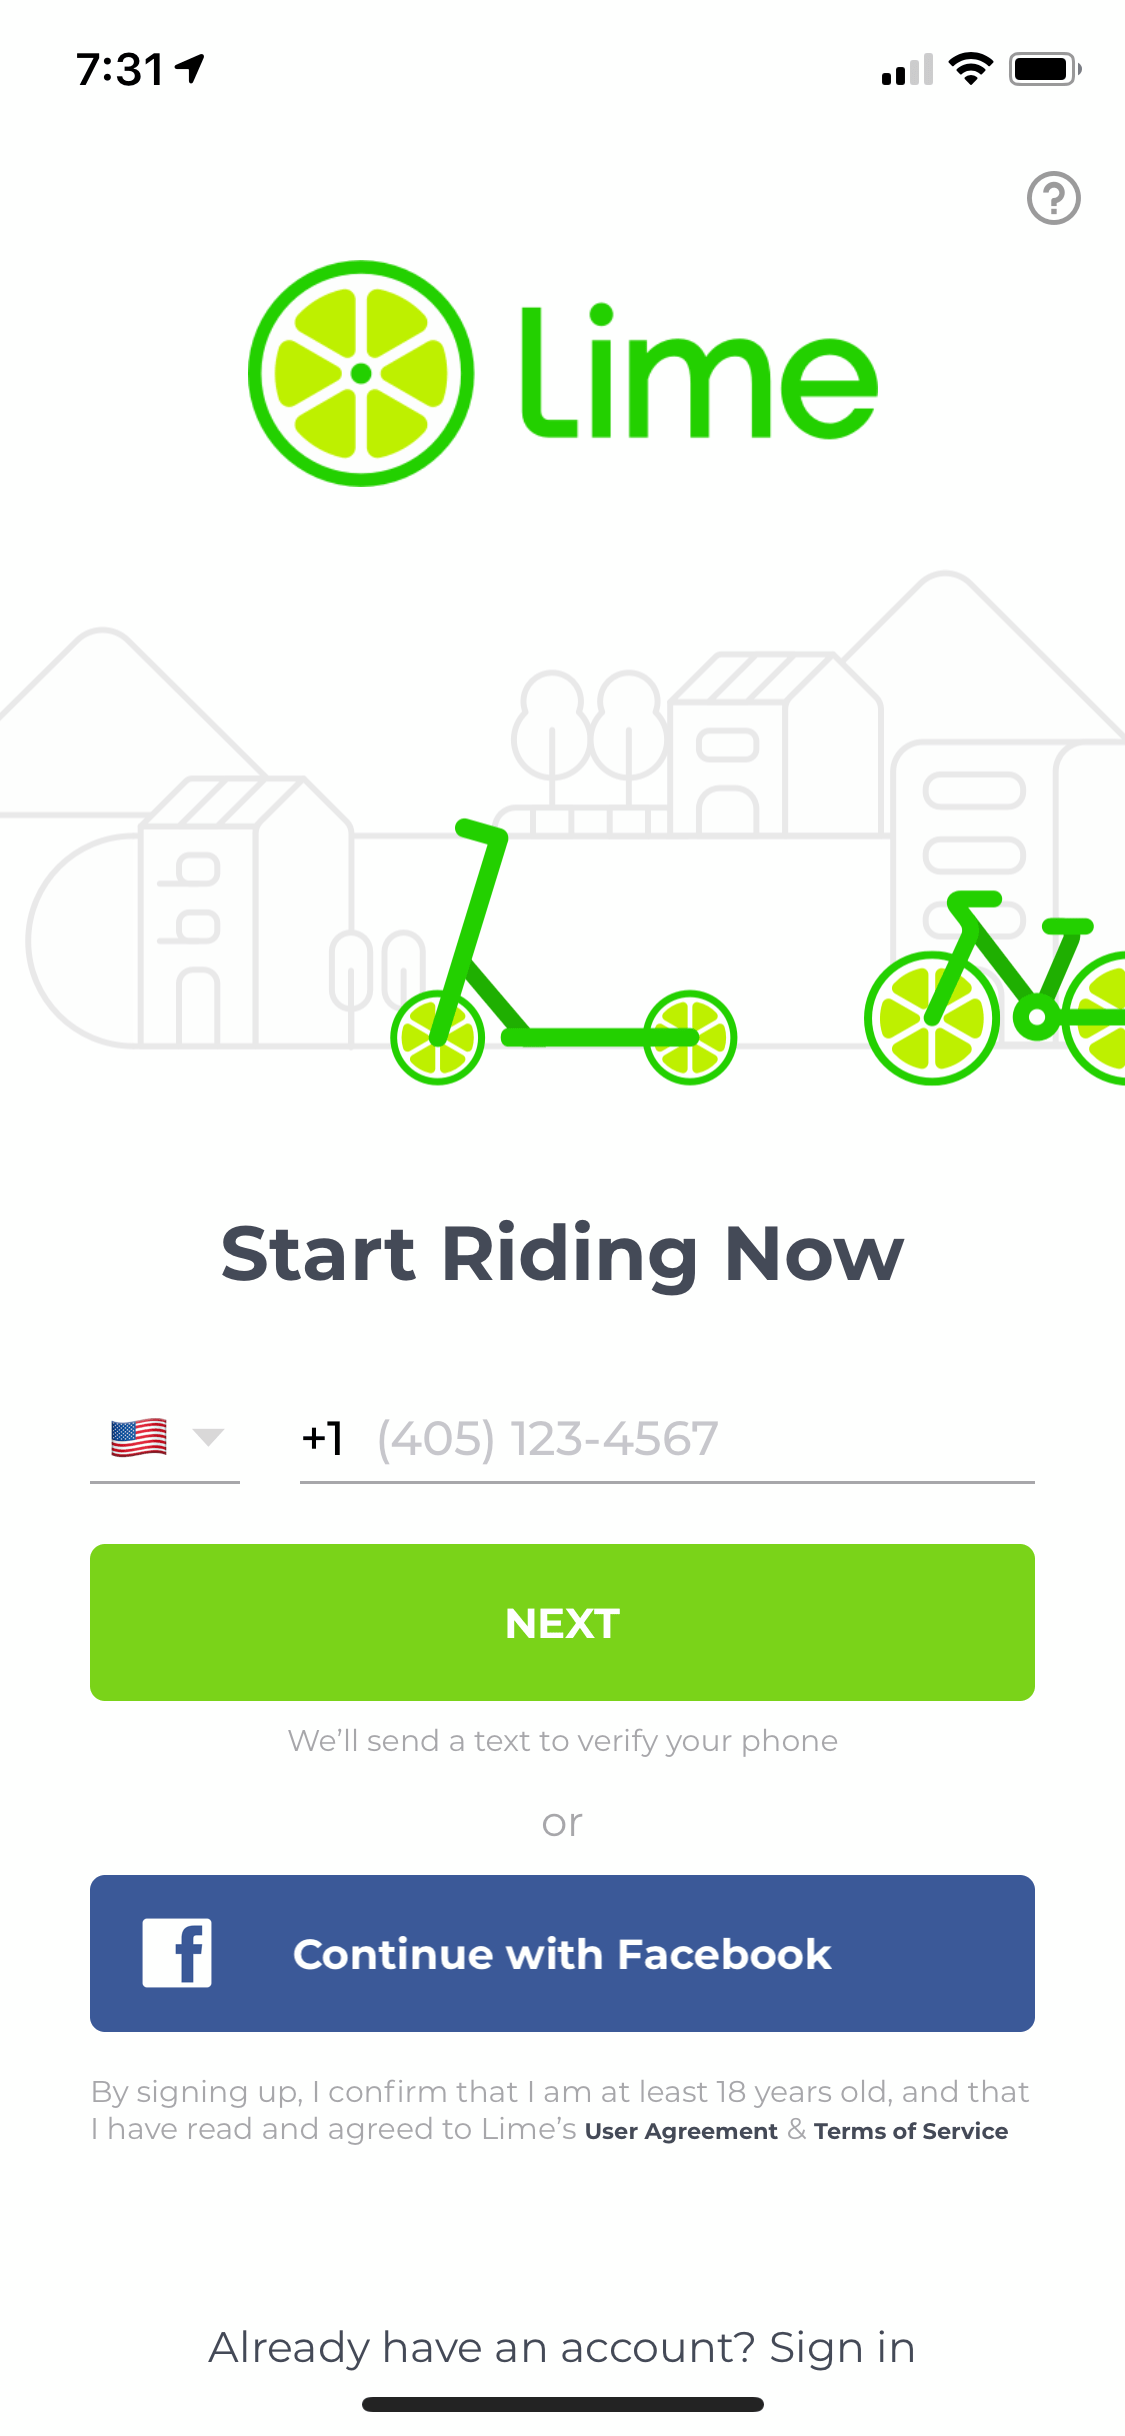 7:31
?
Lime
Start Riding Now
+1 (405) 123-4567
NEXT
We’ll send a text to verify your phone
or
f Continue with Facebook
By signing up, I confirm that I am at least 18 years old, and that
I have read and agreed to Lime’s User Agreement & Terms of Service
Already have an account? Sign in